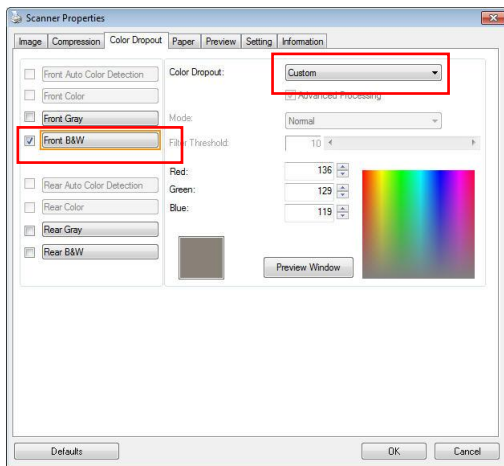 Scanner Properties
Image Compression Color Dropout Paper Preview Setting Information
Front Auto Color Detection
Front Color
Front Gray
Front B&W
Rear Auto Color Detection
Rear Color
Rear Gray
Rear B&W
Color Dropout: Custom
Advanced Processing
Mode: Normal
Filter Threshold: 10
Red: 136
Green: 129
Blue: 119
Preview Window
Defaults OK Cancel